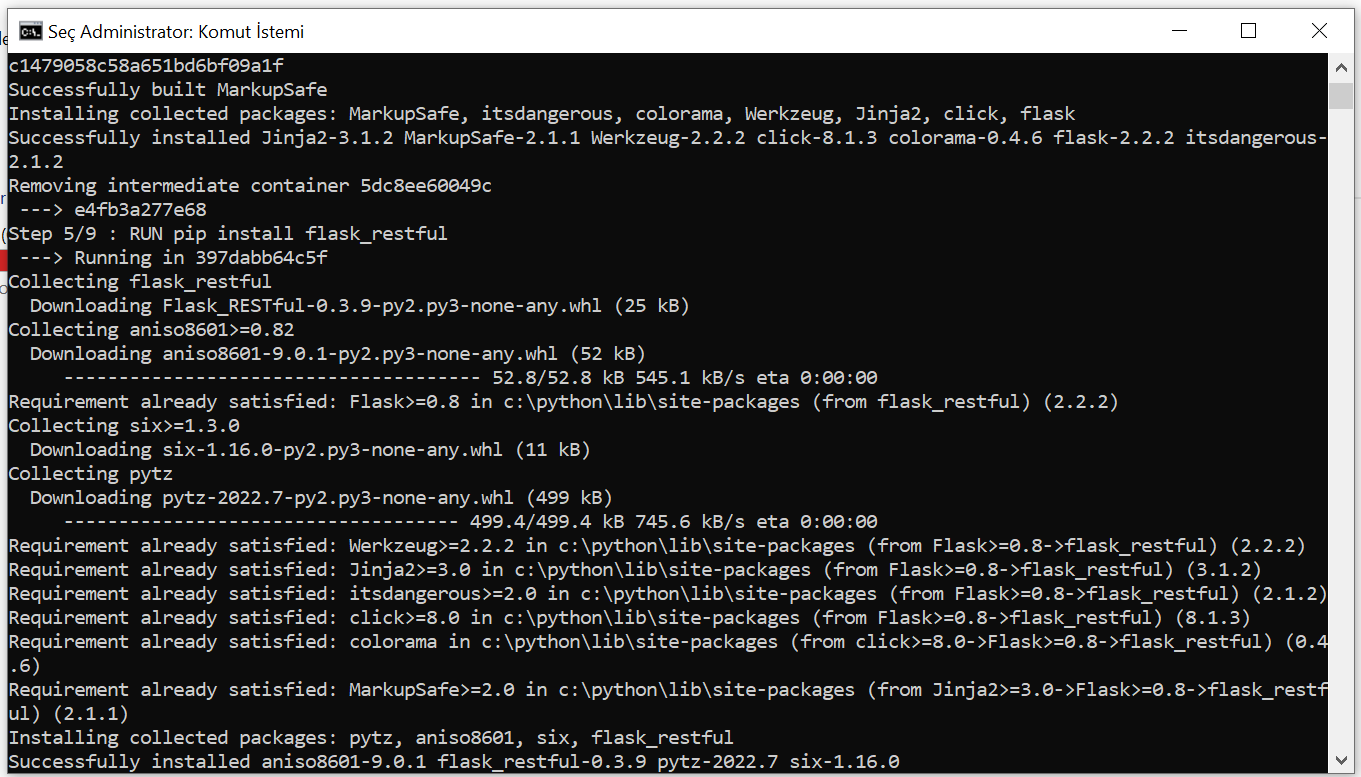 Seç Administrator: Komut İstemi
c1479058c58a651bd6bf09a1f
Successfully built MarkupSafe
Installing collected packages: MarkupSafe, itsdangerous, colorama, Werkzeug, Jinja2, click, flask
Successfully installed Jinja2-3.1.2 MarkupSafe-2.1.1 Werkzeug-2.2.2 click-8.1.3 colorama-0.4.6 flask-2.2.2 itsdangerous-
2.1.2
Removing intermediate container 5dc8ee60049c
 ---> e4fb3a277e68
Step 5/9 : RUN pip install flask_restful
 ---> Running in 397dabb64c5f
Collecting flask_restful
  Downloading Flask_RESTful-0.3.9-py2.py3-none-any.whl (25 kB)
Collecting aniso8601>=0.82
  Downloading aniso8601-9.0.1-py2.py3-none-any.whl (52 kB)
     -------------------------------------- 52.8/52.8 kB 545.1 kB/s eta 0:00:00
Requirement already satisfied: Flask>=0.8 in c:\python\lib\site-packages (from flask_restful) (2.2.2)
Collecting six>=1.3.0
  Downloading six-1.16.0-py2.py3-none-any.whl (11 kB)
Collecting pytz
  Downloading pytz-2022.7-py2.py3-none-any.whl (499 kB)
     ------------------------------------ 499.4/499.4 kB 745.6 kB/s eta 0:00:00
Requirement already satisfied: Werkzeug>=2.2.2 in c:\python\lib\site-packages (from Flask>=0.8->flask_restful) (2.2.2)
Requirement already satisfied: Jinja2>=3.0 in c:\python\lib\site-packages (from Flask>=0.8->flask_restful) (3.1.2)
Requirement already satisfied: itsdangerous>=2.0 in c:\python\lib\site-packages (from Flask>=0.8->flask_restful) (2.1.2)
Requirement already satisfied: click>=8.0 in c:\python\lib\site-packages (from Flask>=0.8->flask_restful) (8.1.3)
Requirement already satisfied: colorama in c:\python\lib\site-packages (from click>=8.0->Flask>=0.8->flask_restful) (0.4
.6)
Requirement already satisfied: MarkupSafe>=2.0 in c:\python\lib\site-packages (from Jinja2>=3.0->Flask>=0.8->flask_restf
ul) (2.1.1)
Installing collected packages: pytz, aniso8601, six, flask_restful
Successfully installed aniso8601-9.0.1 flask_restful-0.3.9 pytz-2022.7 six-1.16.0